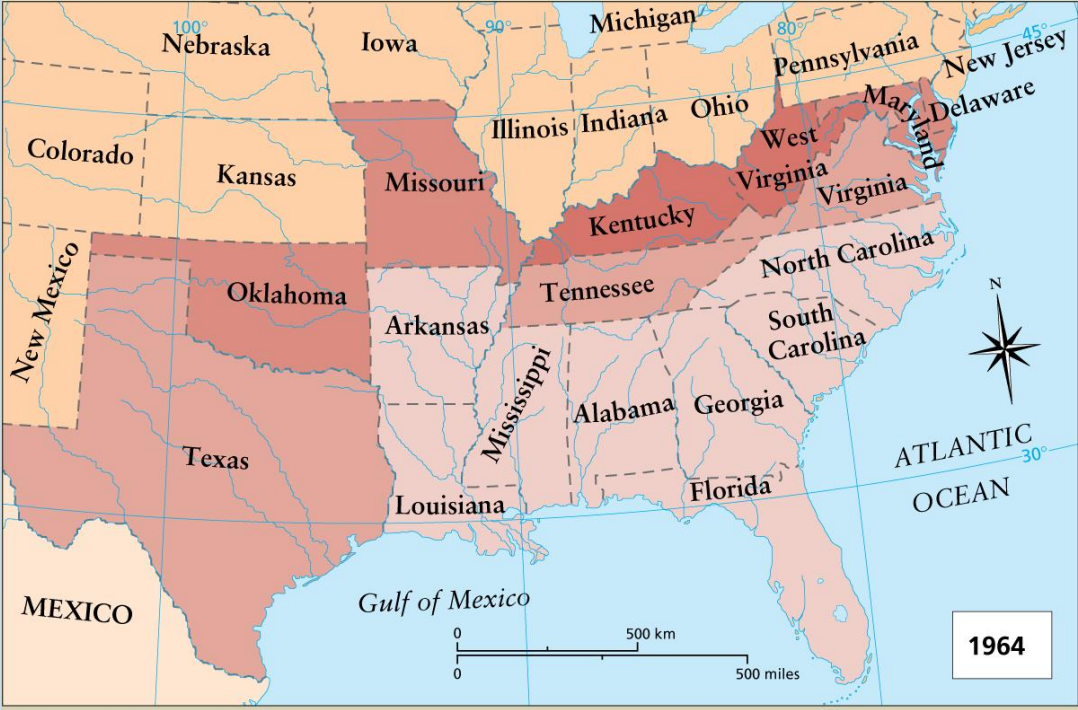 100°
90°
80°
45°
Nebraska
Iowa
Michigan
Pennsylvania
New Jersey
Illinois
Indiana
Ohio
Maryland
Delaware
Colorado
Kansas
Missouri
West
Virginia
Virginia
Kentucky
New Mexico
Oklahoma
Arkansas
Tennessee
North Carolina
South
Carolina
Mississippi
Alabama
Georgia
N
Texas
Louisiana
Florida
ATLANTIC
30°
OCEAN
MEXICO
Gulf of Mexico
0
500 km
0
500 miles
1964